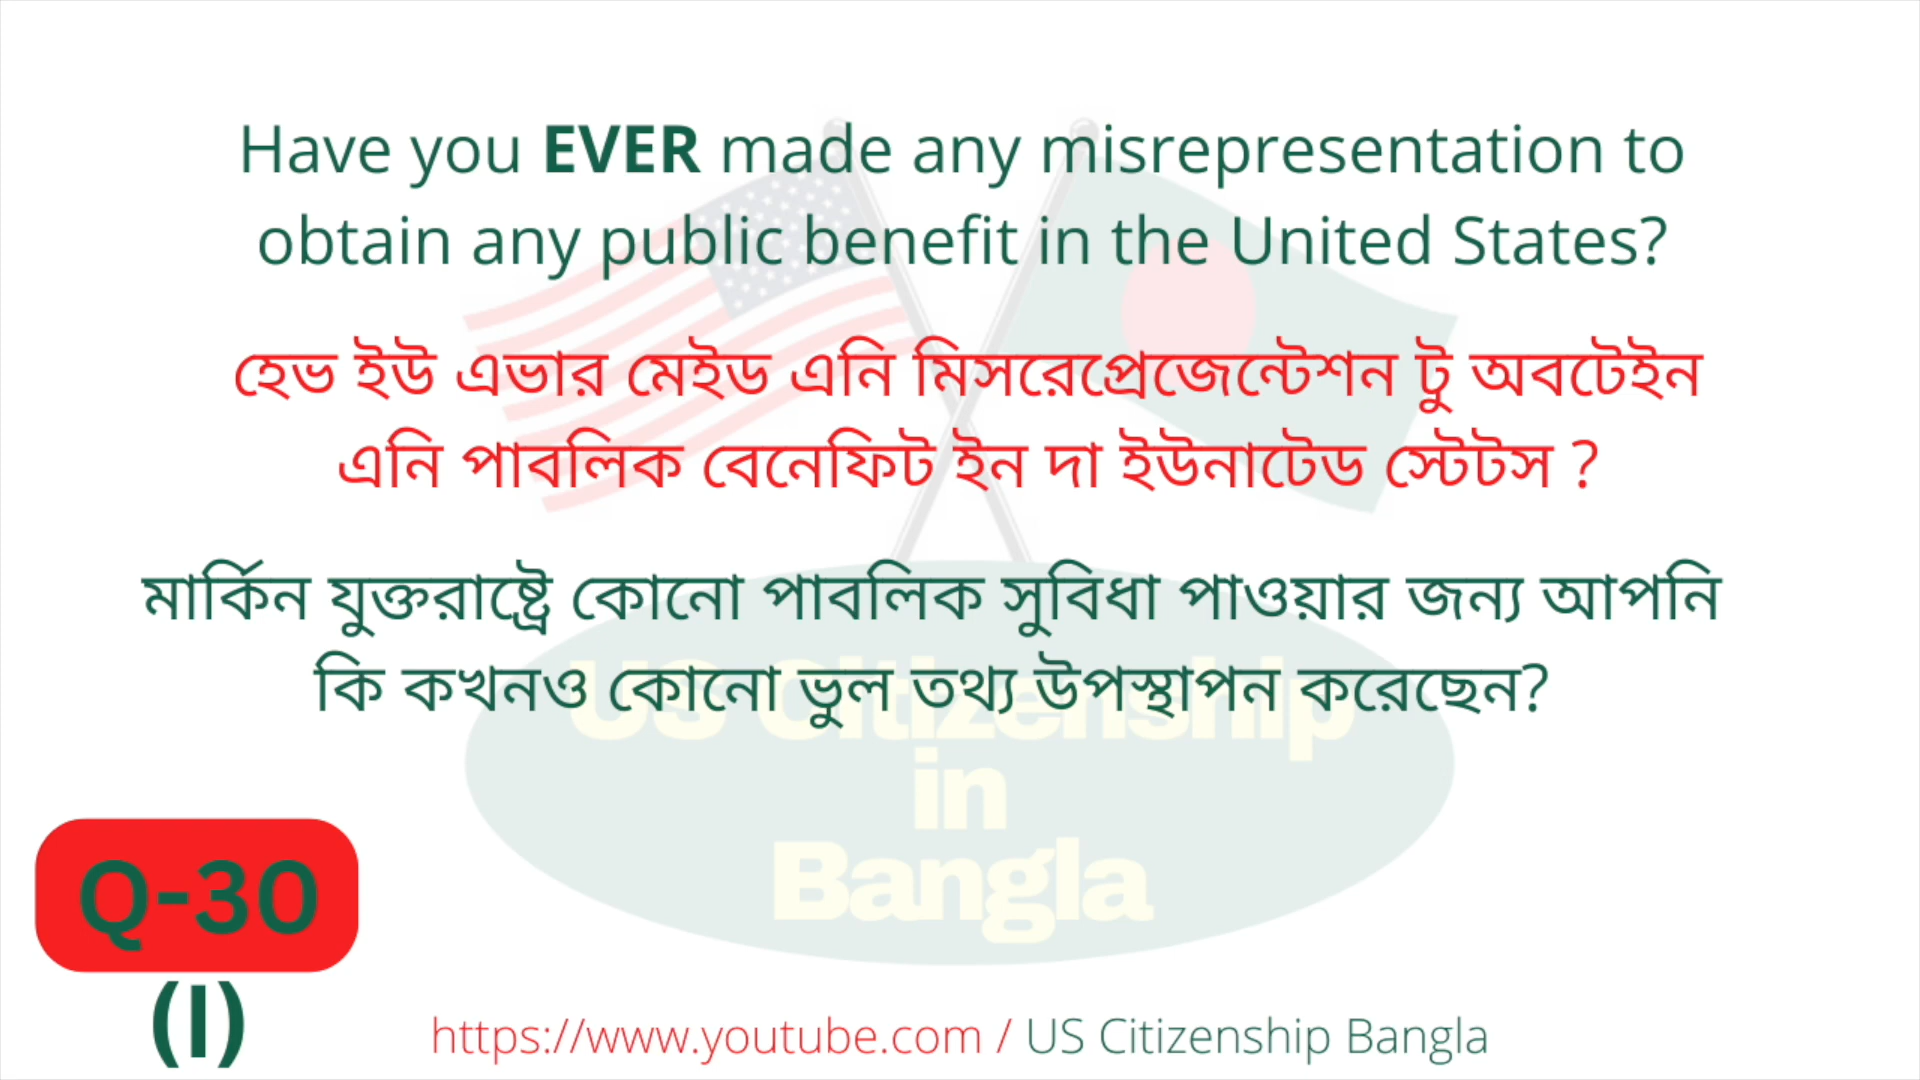 Have you EVER made any misrepresentation to
obtain any public benefit in the United States?
হেভ ইউ এভার মেইড এনি মিসরেপ্রেজেন্টেশন টু অবটেইন
এনি পাবলিক বেনেফিট ইন দা ইউনাটেড স্টেটস ?
মার্কিন যুক্তরাষ্ট্রে কোনো পাবলিক সুবিধা পাওয়ার জন্য আপনি
কি কখনও কোনো ভুল তথ্য উপস্থাপন করেছেন?
US Citizenship
in
Bangla
Q-30
(I)
https://www.youtube.com / US Citizenship Bangla